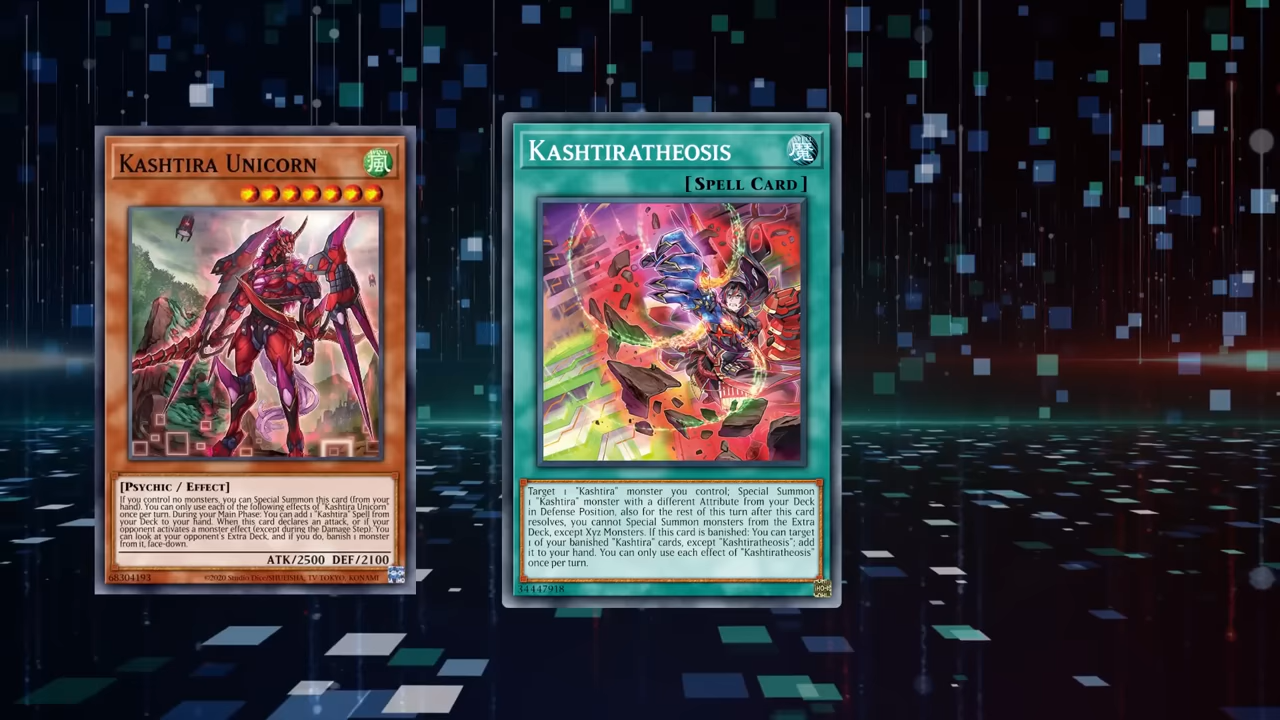 KASHTIRA UNICORN
WIND
風
[PSYCHIC / EFFECT]
If you control no monsters, you can Special Summon this card (from your
hand). You can only use each of the following effects of "Kashtira Unicorn"
once per turn. During your Main Phase: You can add 1 "Kashtira" Spell from
your Deck to your hand. When this card declares an attack, or if your
opponent activates a monster effect (except during the Damage Step): You
can look at your opponent's Extra Deck, and if you do, banish 1 monster
from it, face-down.
ATK/2500 DEF/2100
68304193
©2020 Studio Dice/SHUEISHA, TV TOKYO, KONAMI
KASHTIRATHEOSIS
魔
[SPELL CARD]
Target 1 "Kashtira" monster you control; Special Summon
1 "Kashtira" monster with a different Attribute from your Deck
in Defense Position, also for the rest of this turn after this card
resolves, you cannot Special Summon monsters from the Extra
Deck, except Xyz Monsters. If this card is banished: You can target
1 of your banished "Kashtira" cards, except "Kashtiratheosis"; add
it to your hand. You can only use each effect of "Kashtiratheosis"
once per turn.
34447918